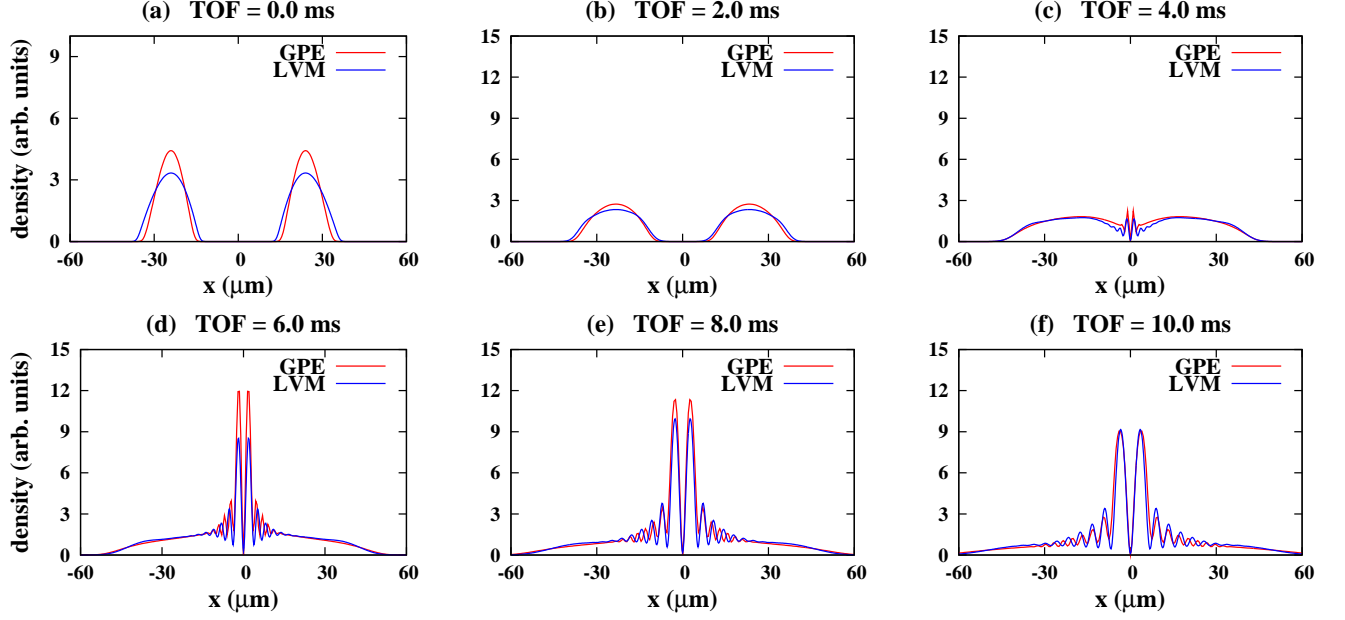 (a) TOF = 0.0 ms
(b) TOF = 2.0 ms
(c) TOF = 4.0 ms
density (arb. units)
9
6
3
0
GPE
LVM
-60 -30 0 30 60
x (μm)
15
12
9
6
3
0
GPE
LVM
-60 -30 0 30 60
x (μm)
15
12
9
6
3
0
GPE
LVM
-60 -30 0 30 60
x (μm)
(d) TOF = 6.0 ms
(e) TOF = 8.0 ms
(f) TOF = 10.0 ms
density (arb. units)
15
12
9
6
3
0
GPE
LVM
-60 -30 0 30 60
x (μm)
15
12
9
6
3
0
GPE
LVM
-60 -30 0 30 60
x (μm)
15
12
9
6
3
0
GPE
LVM
-60 -30 0 30 60
x (μm)